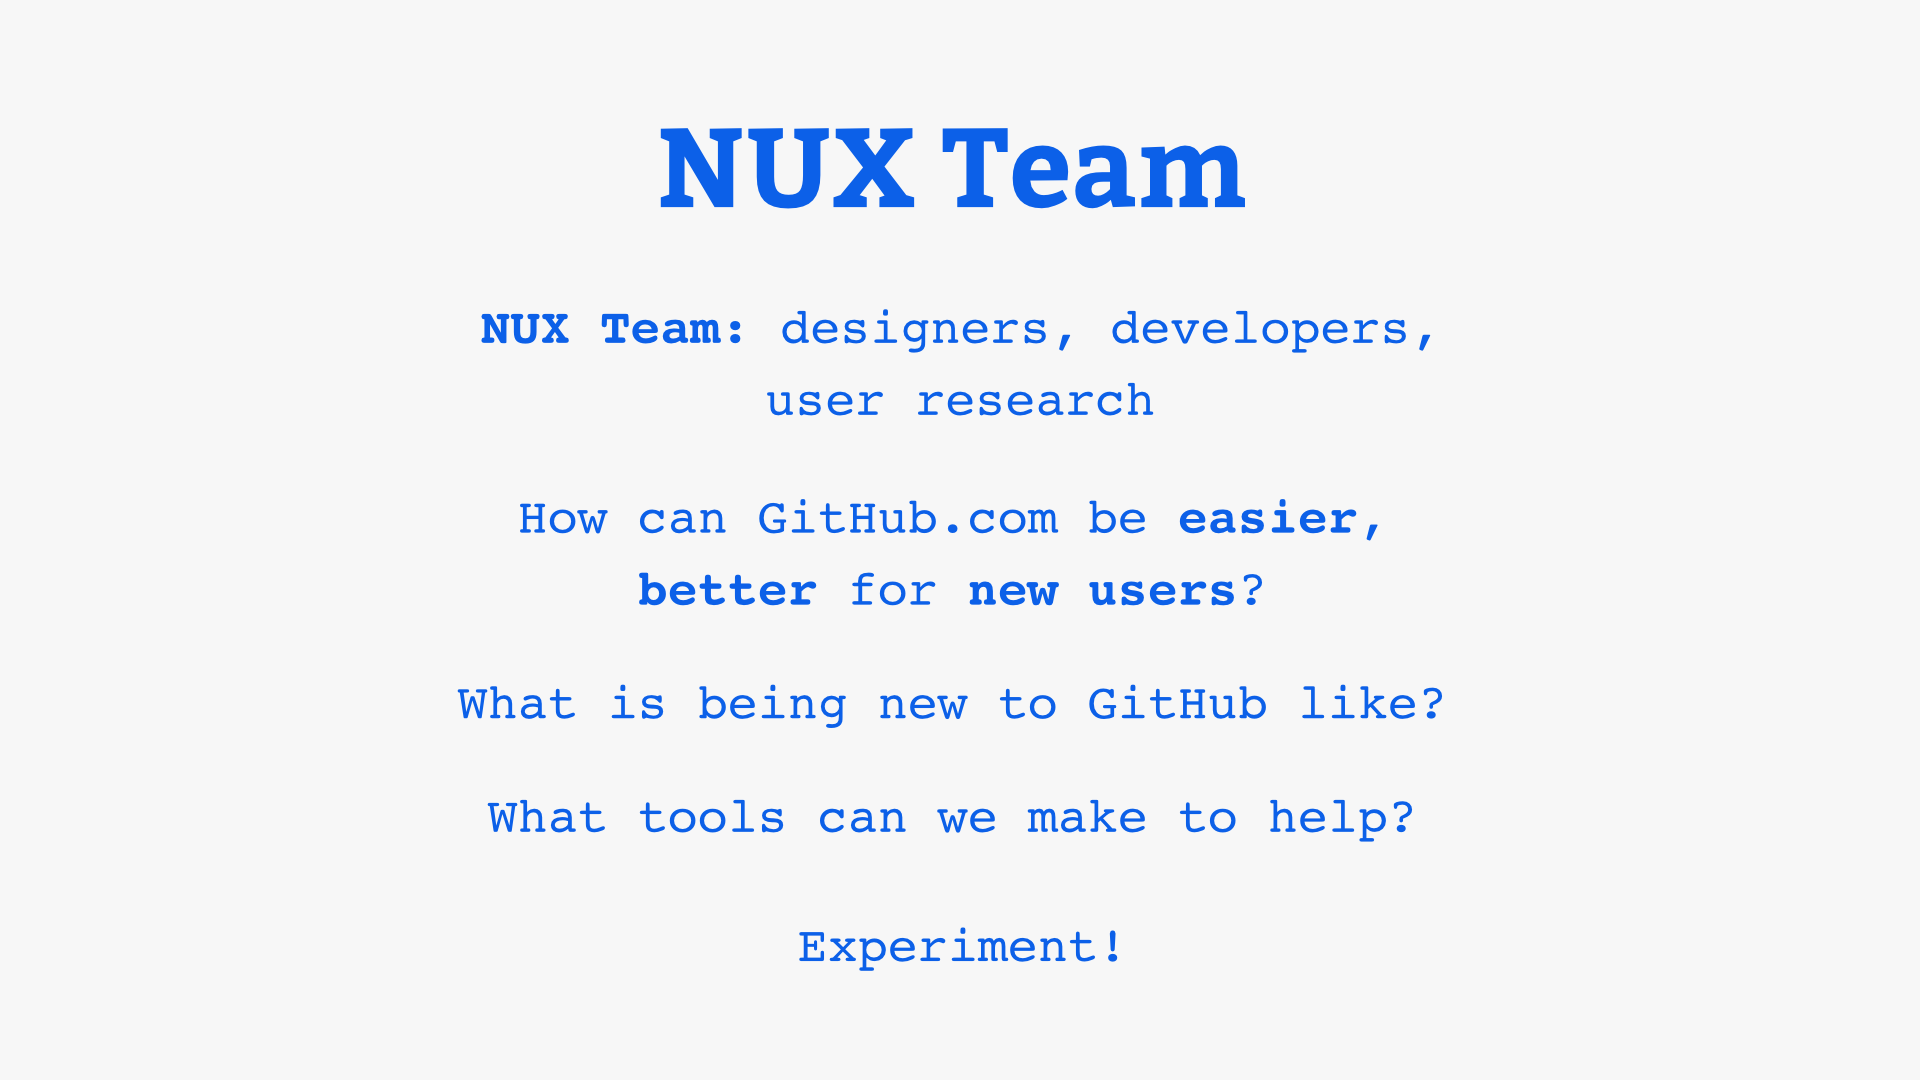 NUX Team
NUX Team: designers, developers,
user research
How can GitHub.com be easier,
better for new users?
What is being new to GitHub like?
What tools can we make to help?
Experiment!